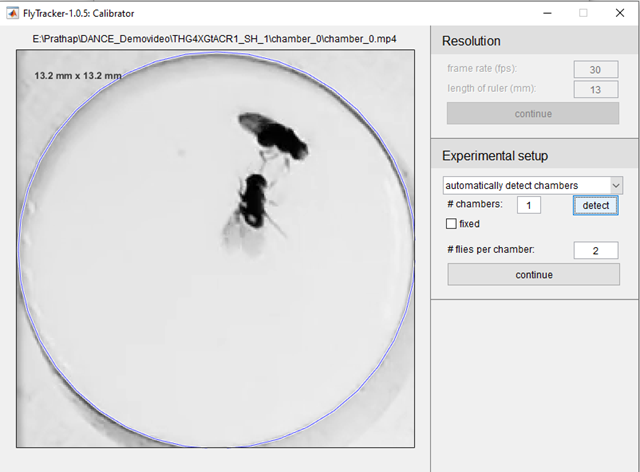 FlyTracker-1.0.5: Calibrator
E:\Prathap\DANCE_Demovideo\THG4XGtACR1_SH_1\chamber_0\chamber_0.mp4
13.2 mm x 13.2 mm
Resolution
frame rate (fps): 30
length of ruler (mm): 13
continue
Experimental setup
automatically detect chambers
# chambers: 1 detect
fixed
# flies per chamber: 2
continue